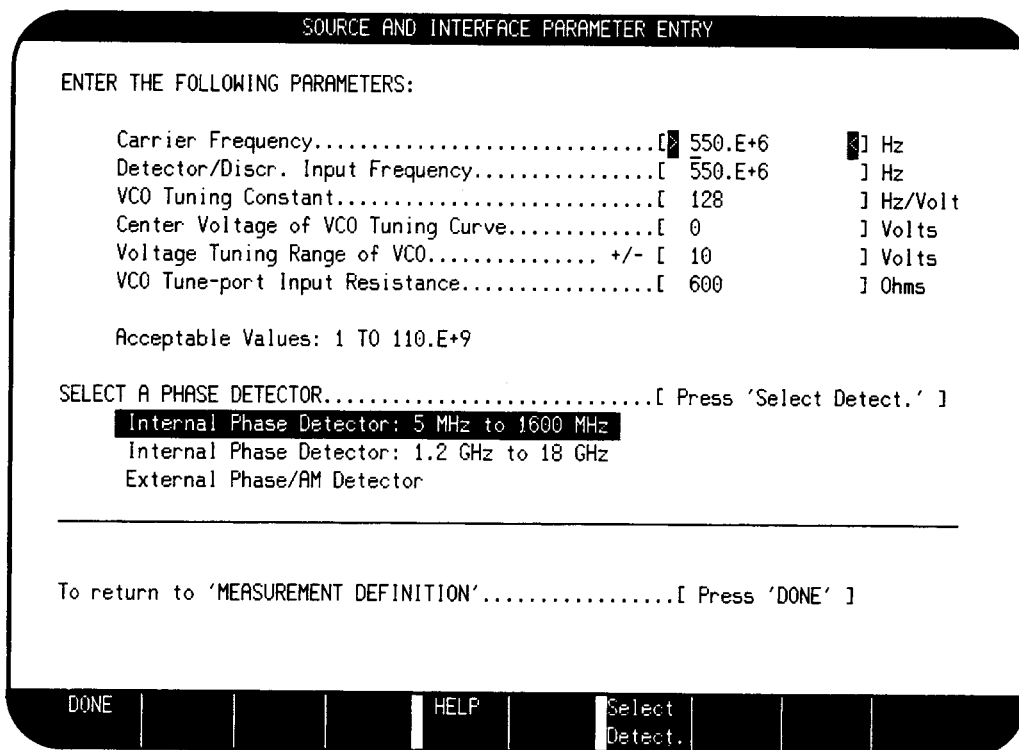 SOURCE AND INTERFACE PARAMETER ENTRY
ENTER THE FOLLOWING PARAMETERS:
Carrier Frequency..............................[> 550.E+6 <] Hz
Detector/Discr. Input Frequency................[ 550.E+6 ] Hz
VCO Tuning Constant............................[ 128 ] Hz/Volt
Center Voltage of VCO Tuning Curve.............[ 0 ] Volts
Voltage Tuning Range of VCO............... +/- [ 10 ] Volts
VCO Tune-port Input Resistance.................[ 600 ] Ohms
Acceptable Values: 1 TO 110.E+9
SELECT A PHASE DETECTOR.............................[ Press 'Select Detect.' ]
Internal Phase Detector: 5 MHz to 1600 MHz
Internal Phase Detector: 1.2 GHz to 18 GHz
External Phase/AM Detector
To return to 'MEASUREMENT DEFINITION'.................[ Press 'DONE' ]
DONE HELP Select
Detect.